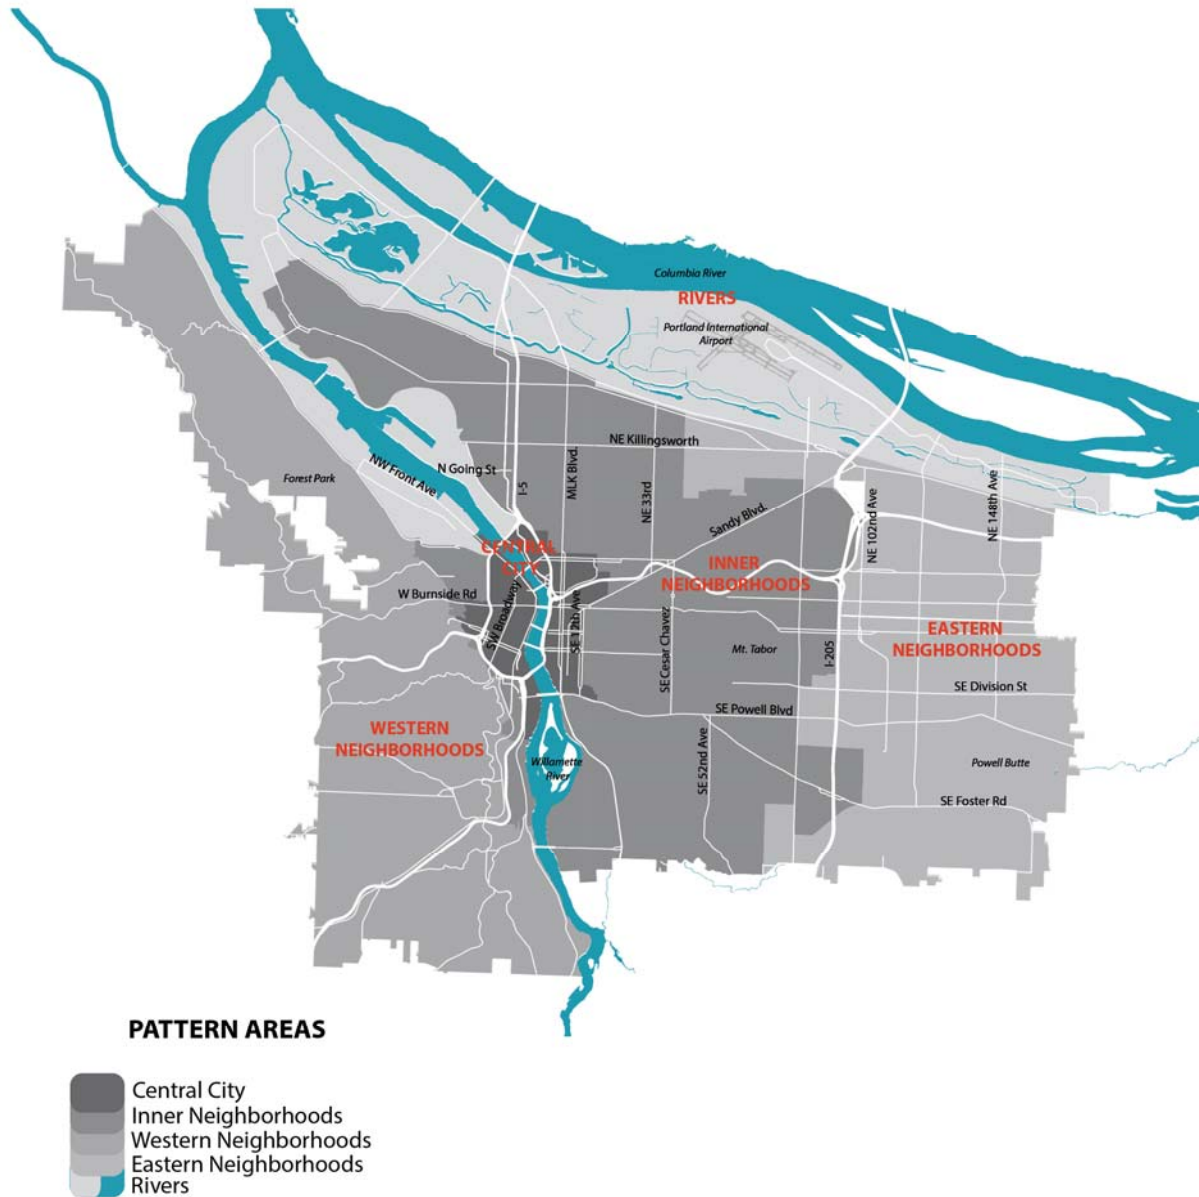 Columbia River
RIVERS
Portland International
Airport
NE Killingsworth
N Going St
NW Front Ave
Forest Park
I-5
MLK Blvd.
NE 33rd
Sandy Blvd.
NE 102nd Ave
NE 148th Ave
CENTRAL
CITY
INNER
NEIGHBORHOODS
W Burnside Rd
SW Broadway
SE 12th Ave
SE Cesar Chavez
Mt. Tabor
I-205
EASTERN
NEIGHBORHOODS
SE Division St
SE Powell Blvd
WESTERN
NEIGHBORHOODS
Willamette
River
SE 52nd Ave
Powell Butte
SE Foster Rd
PATTERN AREAS
Central City
Inner Neighborhoods
Western Neighborhoods
Eastern Neighborhoods
Rivers